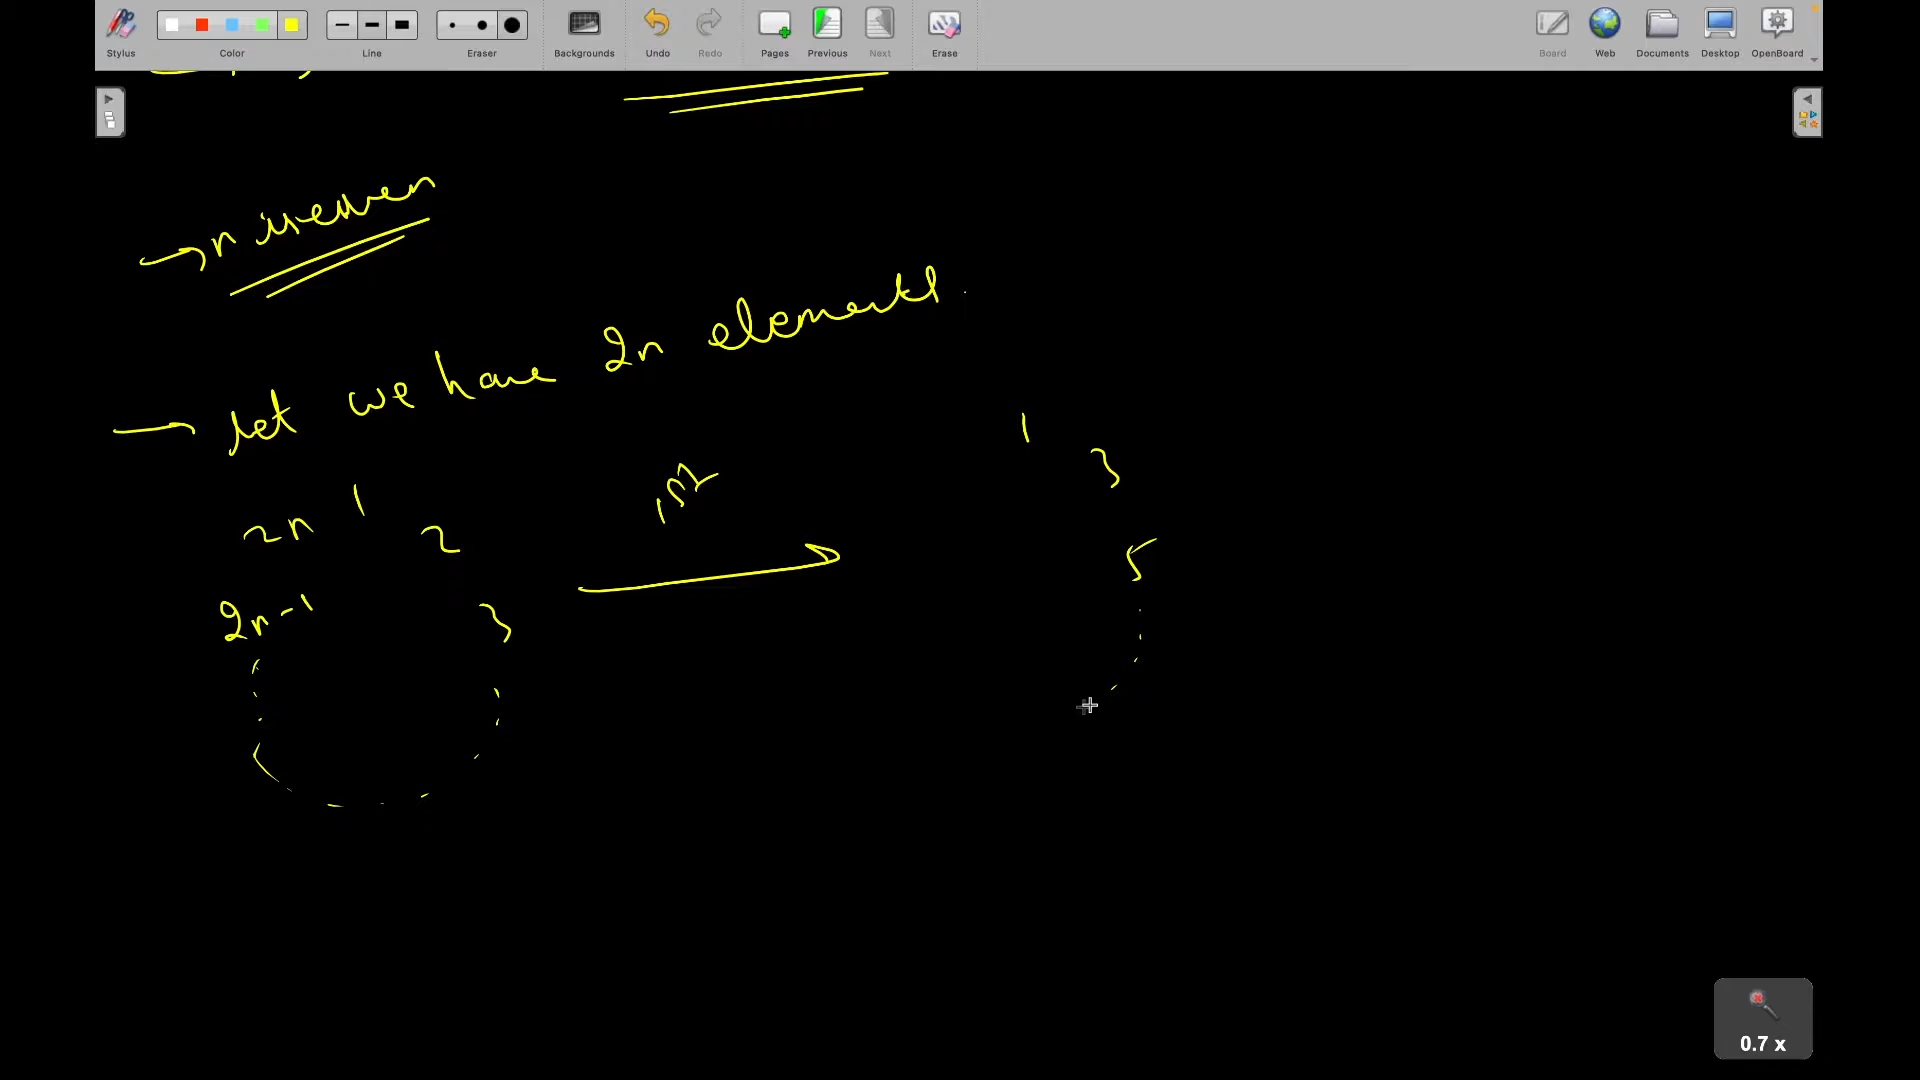 Stylus Color Line Eraser Backgrounds Undo Redo Pages Previous Next Erase Board Web Documents Desktop OpenBoard
→ n is even
— let we have 2n elements.
2n 1 2
2n-1 3
1st
1
3
5
0.7 x